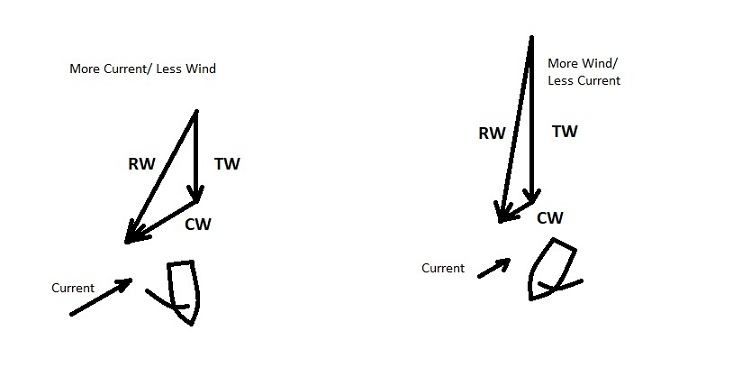 More Current/ Less Wind
RW
TW
CW
Current
More Wind/
Less Current
RW
TW
CW
Current